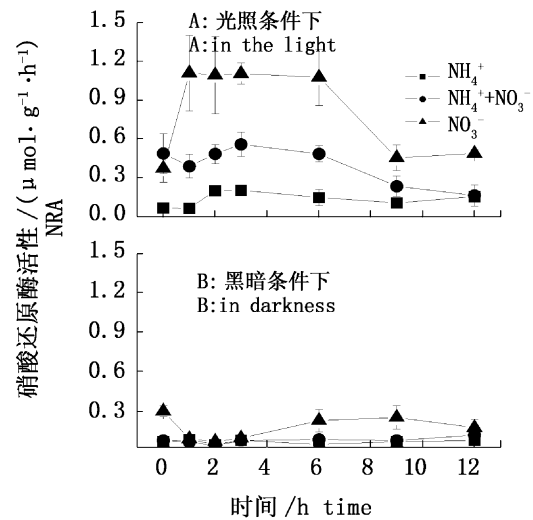 A: 光照条件下
A:in the light
NH₄⁺
NH₄⁺+NO₃⁻
NO₃⁻
1.5
1.2
0.9
0.6
0.3
0.0
硝酸还原酶活性/(μmol·g⁻¹·h⁻¹)
NRA
B: 黑暗条件下
B:in darkness
1.5
1.2
0.9
0.6
0.3
0 2 4 6 8 10 12
时间/h time